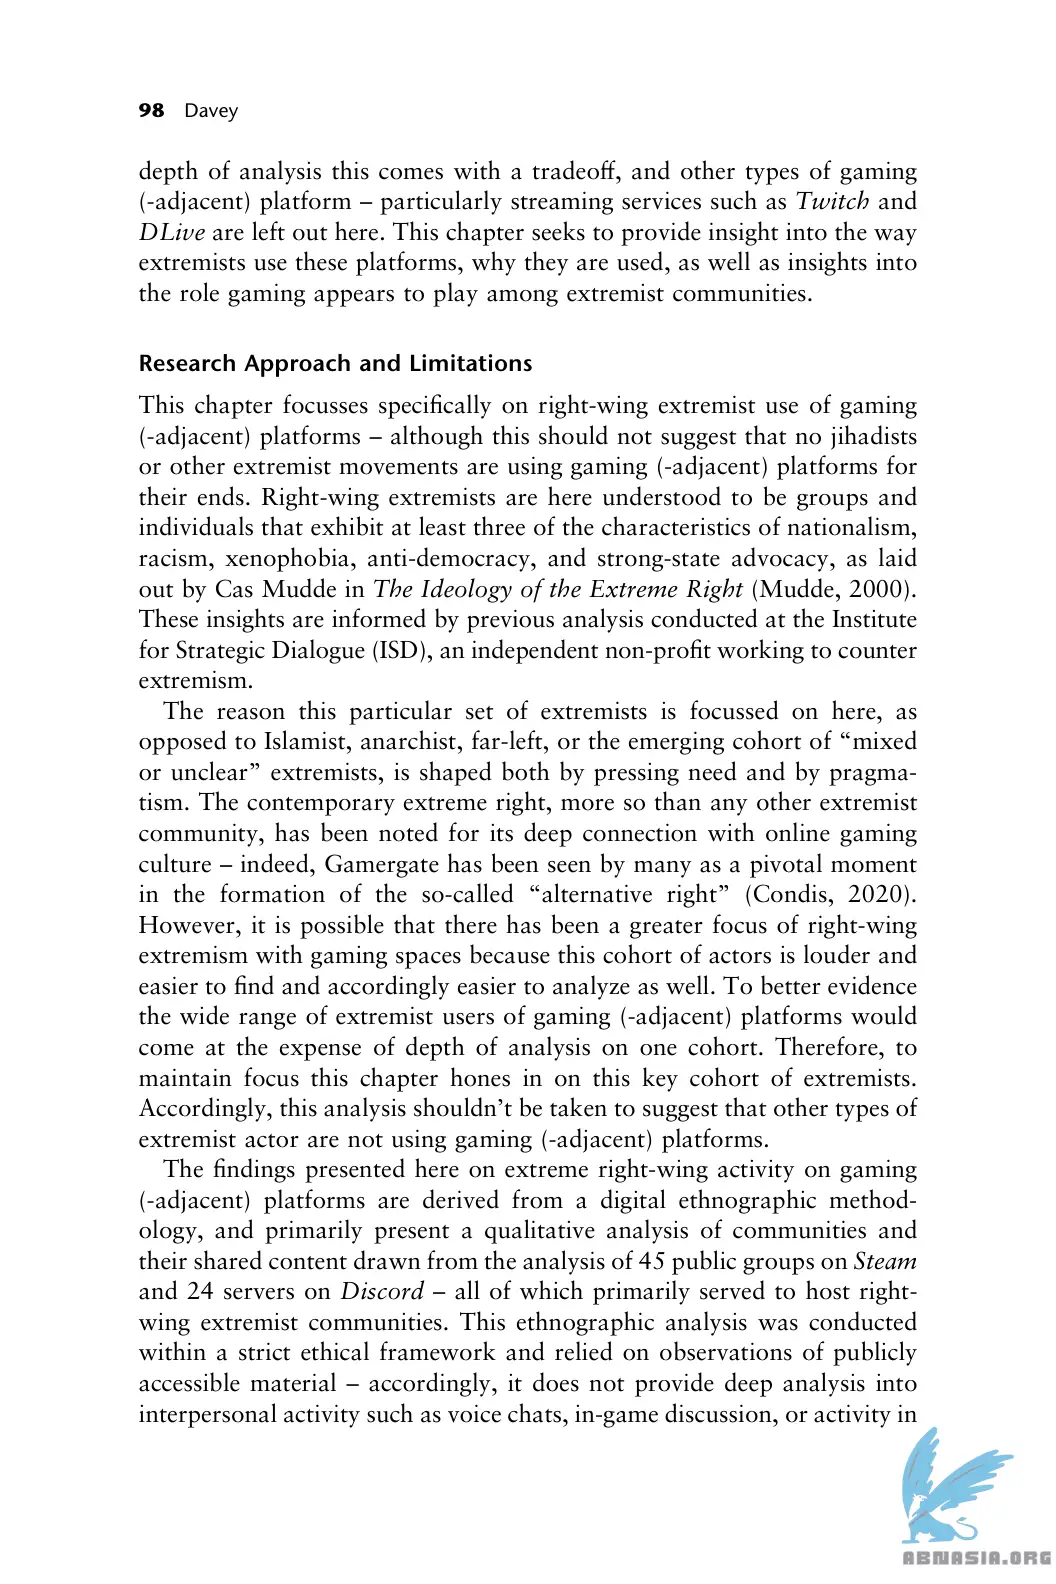 98 Davey
depth of analysis this comes with a tradeoff, and other types of gaming
(-adjacent) platform – particularly streaming services such as Twitch and
DLive are left out here. This chapter seeks to provide insight into the way
extremists use these platforms, why they are used, as well as insights into
the role gaming appears to play among extremist communities.
Research Approach and Limitations
This chapter focusses specifically on right-wing extremist use of gaming
(-adjacent) platforms – although this should not suggest that no jihadists
or other extremist movements are using gaming (-adjacent) platforms for
their ends. Right-wing extremists are here understood to be groups and
individuals that exhibit at least three of the characteristics of nationalism,
racism, xenophobia, anti-democracy, and strong-state advocacy, as laid
out by Cas Mudde in The Ideology of the Extreme Right (Mudde, 2000).
These insights are informed by previous analysis conducted at the Institute
for Strategic Dialogue (ISD), an independent non-profit working to counter
extremism.
The reason this particular set of extremists is focussed on here, as
opposed to Islamist, anarchist, far-left, or the emerging cohort of “mixed
or unclear” extremists, is shaped both by pressing need and by pragma-
tism. The contemporary extreme right, more so than any other extremist
community, has been noted for its deep connection with online gaming
culture – indeed, Gamergate has been seen by many as a pivotal moment
in the formation of the so-called “alternative right” (Condis, 2020).
However, it is possible that there has been a greater focus of right-wing
extremism with gaming spaces because this cohort of actors is louder and
easier to find and accordingly easier to analyze as well. To better evidence
the wide range of extremist users of gaming (-adjacent) platforms would
come at the expense of depth of analysis on one cohort. Therefore, to
maintain focus this chapter hones in on this key cohort of extremists.
Accordingly, this analysis shouldn’t be taken to suggest that other types of
extremist actor are not using gaming (-adjacent) platforms.
The findings presented here on extreme right-wing activity on gaming
(-adjacent) platforms are derived from a digital ethnographic method-
ology, and primarily present a qualitative analysis of communities and
their shared content drawn from the analysis of 45 public groups on Steam
and 24 servers on Discord – all of which primarily served to host right-
wing extremist communities. This ethnographic analysis was conducted
within a strict ethical framework and relied on observations of publicly
accessible material – accordingly, it does not provide deep analysis into
interpersonal activity such as voice chats, in-game discussion, or activity in
ABNASIA.ORG